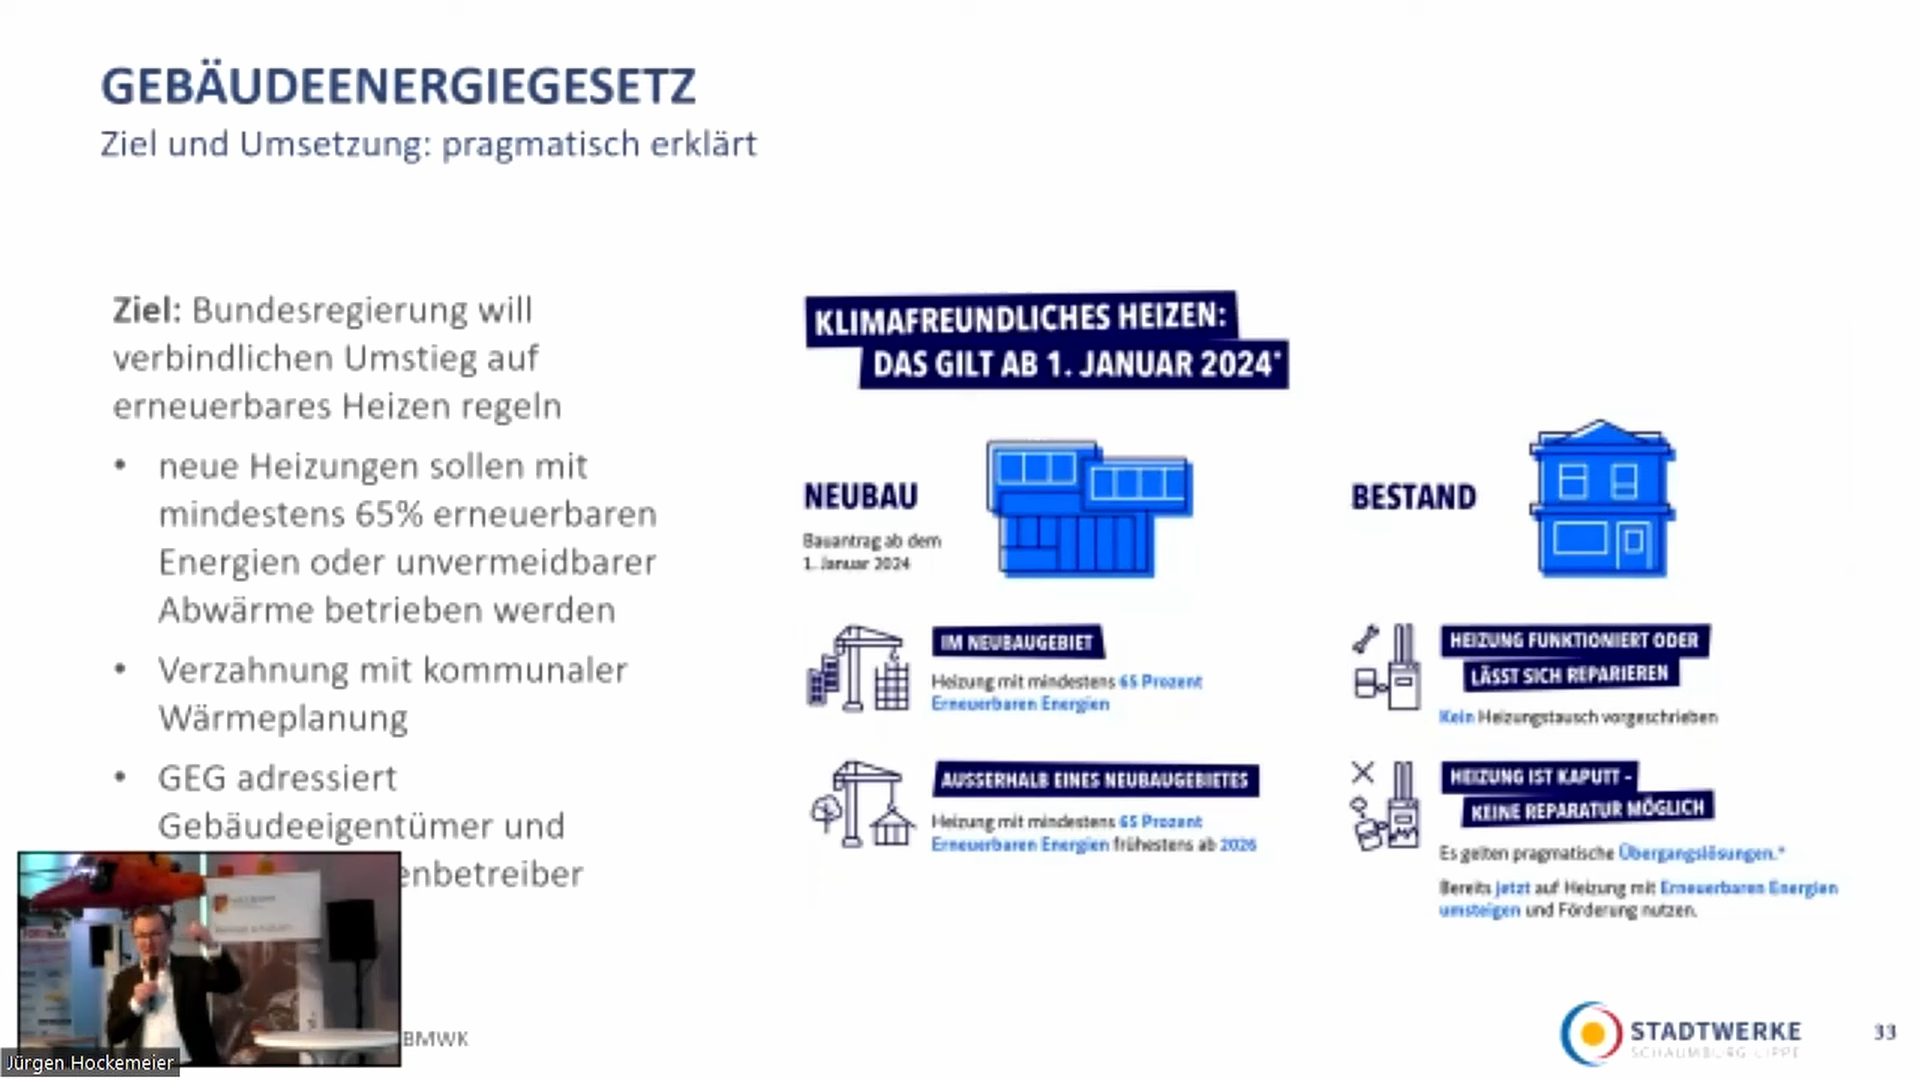 GEBÄUDEENERGIEGESETZ
Ziel und Umsetzung: pragmatisch erklärt
Ziel: Bundesregierung will
verbindlichen Umstieg auf
erneuerbares Heizen regeln
• neue Heizungen sollen mit
mindestens 65% erneuerbaren
Energien oder unvermeidbarer
Abwärme betrieben werden
• Verzahnung mit kommunaler
Wärmeplanung
• GEG adressiert
Gebäudeeigentümer und
enbetreiber
KLIMAFREUNDLICHES HEIZEN:
DAS GILT AB 1. JANUAR 2024*
NEUBAU
Bauantrag ab dem
1. Januar 2024
IM NEUBAUGEBIET
Heizung mit mindestens 65 Prozent
Erneuerbaren Energien
AUSSERHALB EINES NEUBAUGEBIETES
Heizung mit mindestens 65 Prozent
Erneuerbaren Energien frühestens ab 2026
BESTAND
HEIZUNG FUNKTIONIERT ODER
LÄSST SICH REPARIEREN
Kein Heizungstausch vorgeschrieben
HEIZUNG IST KAPUTT -
KEINE REPARATUR MÖGLICH
Es gelten pragmatische Übergangslösungen.*
Bereits jetzt auf Heizung mit Erneuerbaren Energien
umsteigen und Förderung nutzen.
BMWK
Jürgen Hockemeier
STADTWERKE
SCHAUMBURG-LIPPE
33